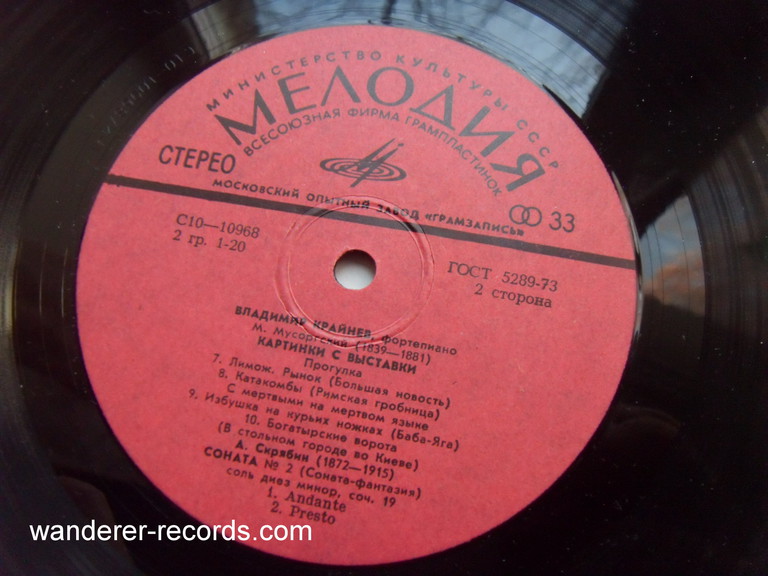 МИНИСТЕРСТВО КУЛЬТУРЫ СССР
МЕЛОДИЯ
ВСЕСОЮЗНАЯ ФИРМА ГРАМПЛАСТИНОК
СТЕРЕО
33
МОСКОВСКИЙ ОПЫТНЫЙ ЗАВОД «ГРАМЗАПИСЬ»
С10—10968
2 гр. 1-20
ГОСТ 5289-73
2 сторона
ВЛАДИМИР КРАЙНЕВ, фортепиано
М. Мусоргский (1839—1881)
КАРТИНКИ С ВЫСТАВКИ
Прогулка
7. Лимож. Рынок (Большая новость)
8. Катакомбы (Римская гробница)
С мертвыми на мертвом языке
9. Избушка на курьих ножках (Баба-Яга)
10. Богатырские ворота
(В стольном городе во Киеве)
А. Скрябин (1872—1915)
СОНАТА № 2 (Соната-фантазия)
соль диез минор, соч. 19
1. Andante
2. Presto
wanderer-records.com